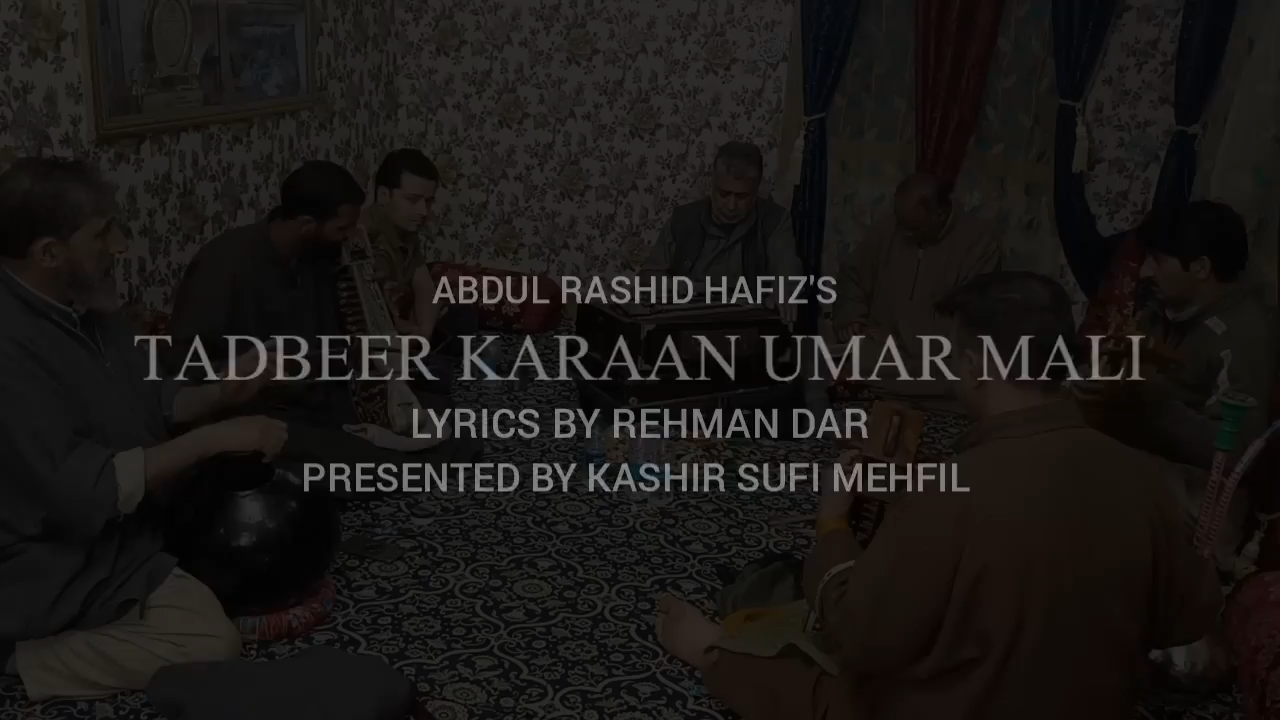 ABDUL RASHID HAFIZ'S
TADBEER KARAAN UMAR MALI
LYRICS BY REHMAN DAR
PRESENTED BY KASHIR SUFI MEHFIL